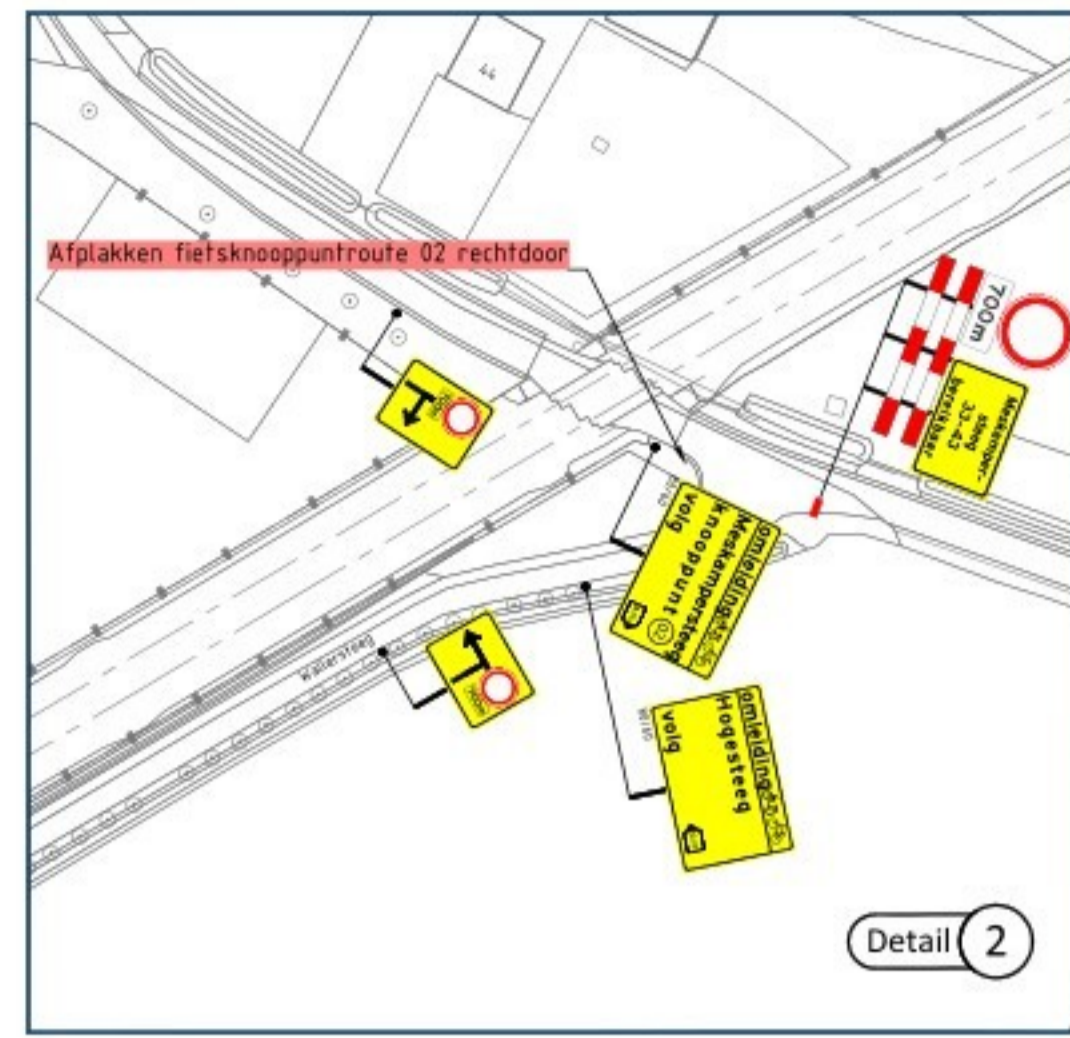 44
Afplakken fietsknooppuntroute 02 rechtdoor
700m
Meskamper-
steeg
33-43
bereikbaar
omleiding
Meskampersteeg
knooppunt 02
volg
Wallersteeg
omleiding
Hogesteeg
volg
Detail 2